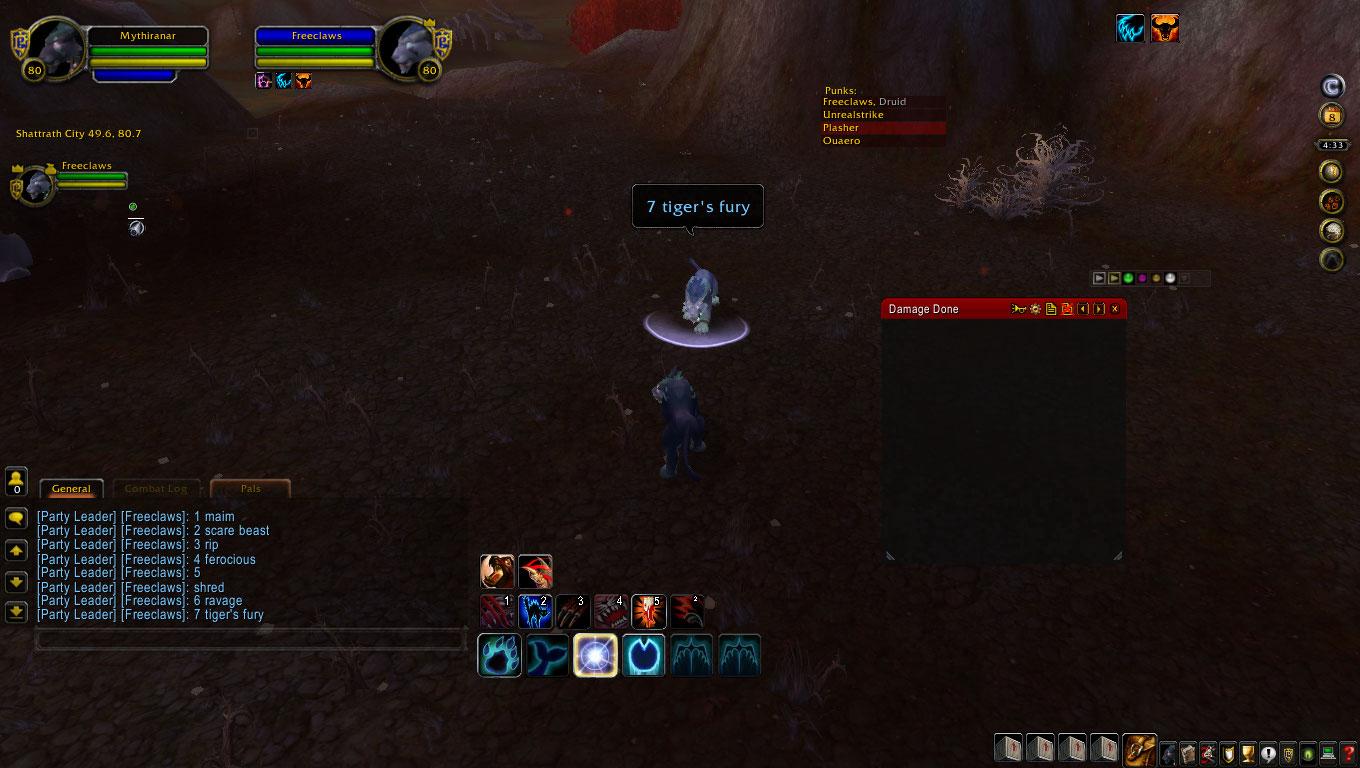 Mythiranar
80
Freeclaws
80
Shattrath City 49.6, 80.7
Freeclaws
Punks:
Freeclaws, Druid
Unrealstrike
Plasher
Ouaero
8
4:33
7 tiger's fury
Damage Done
0
General
Combat Log
Pals
[Party Leader] [Freeclaws]: 1 maim
[Party Leader] [Freeclaws]: 2 scare beast
[Party Leader] [Freeclaws]: 3 rip
[Party Leader] [Freeclaws]: 4 ferocious
[Party Leader] [Freeclaws]: 5
[Party Leader] [Freeclaws]: shred
[Party Leader] [Freeclaws]: 6 ravage
[Party Leader] [Freeclaws]: 7 tiger's fury
1 2 3 4 5 2